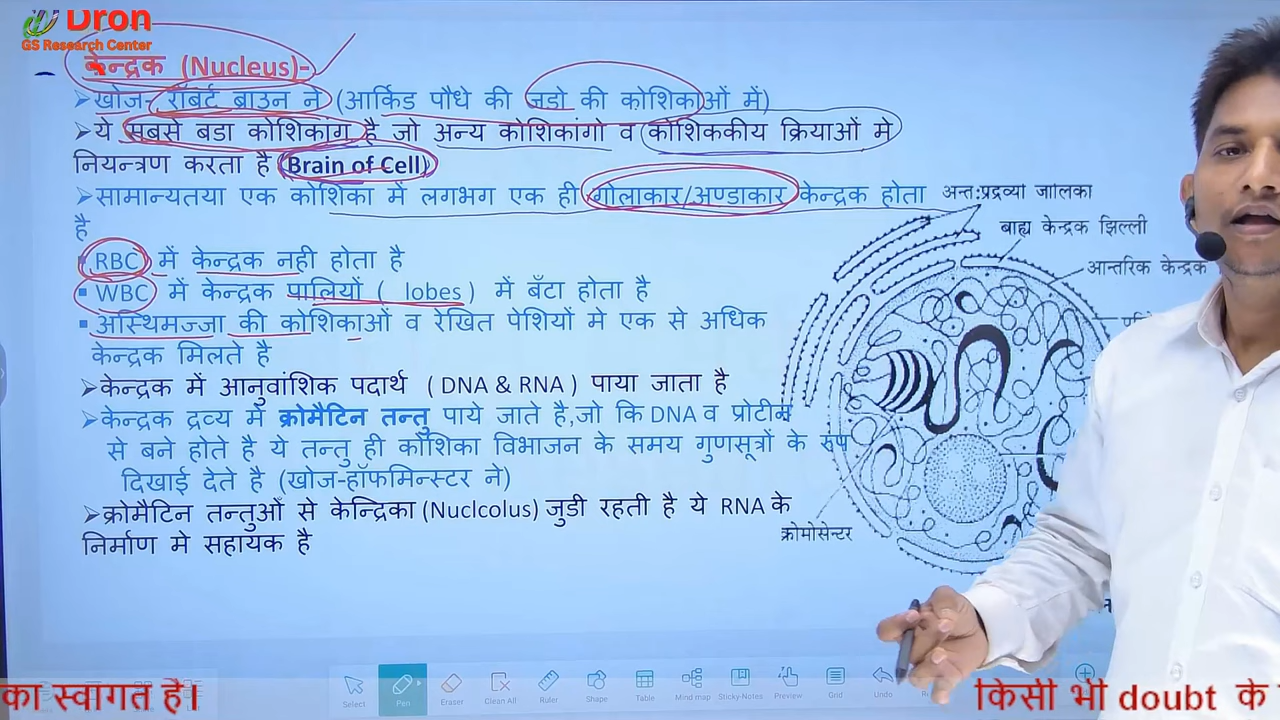 Dron
GS Research Center
केन्द्रक (Nucleus)-
➢खोज- रॉबर्ट ब्राउन ने (आर्किड पौधे की जडो की कोशिकाओं में)
➢ये सबसे बडा कोशिकांग है जो अन्य कोशिकांगो व कोशिककीय क्रियाओं मे
नियन्त्रण करता है (Brain of Cell)
➢सामान्यतया एक कोशिका में लगभग एक ही गोलाकार/अण्डाकार केन्द्रक होता
है
▪ RBC में केन्द्रक नही होता है
▪ WBC में केन्द्रक पालियों ( lobes ) में बँटा होता है
▪ अस्थिमज्जा की कोशिकाओं व रेखित पेशियों मे एक से अधिक
केन्द्रक मिलते है
➢केन्द्रक में आनुवांशिक पदार्थ ( DNA & RNA ) पाया जाता है
➢केन्द्रक द्रव्य में क्रोमैटिन तन्तु पाये जाते है,जो कि DNA व प्रोटीन
से बने होते है ये तन्तु ही कोशिका विभाजन के समय गुणसूत्रों के रुप
दिखाई देते है (खोज-हॉफमिन्स्टर ने)
➢क्रोमैटिन तन्तुओं से केन्द्रिका (Nuclcolus) जुडी रहती है ये RNA के
निर्माण मे सहायक है
अन्त:प्रद्रव्यी जालिका
बाह्य केन्द्रक झिल्ली
आन्तरिक केन्द्रक
क्रोमोसेन्टर
Select Pen Eraser Clean All Ruler Shape Table Mind map Sticky-Notes Preview Grid Undo
का स्वागत है।
किसी भी doubt के